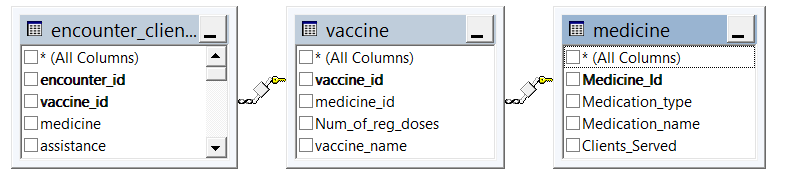 encounter_clien...
* (All Columns)
encounter_id
vaccine_id
medicine
assistance
vaccine
* (All Columns)
vaccine_id
medicine_id
Num_of_reg_doses
vaccine_name
medicine
* (All Columns)
Medicine_Id
Medication_type
Medication_name
Clients_Served